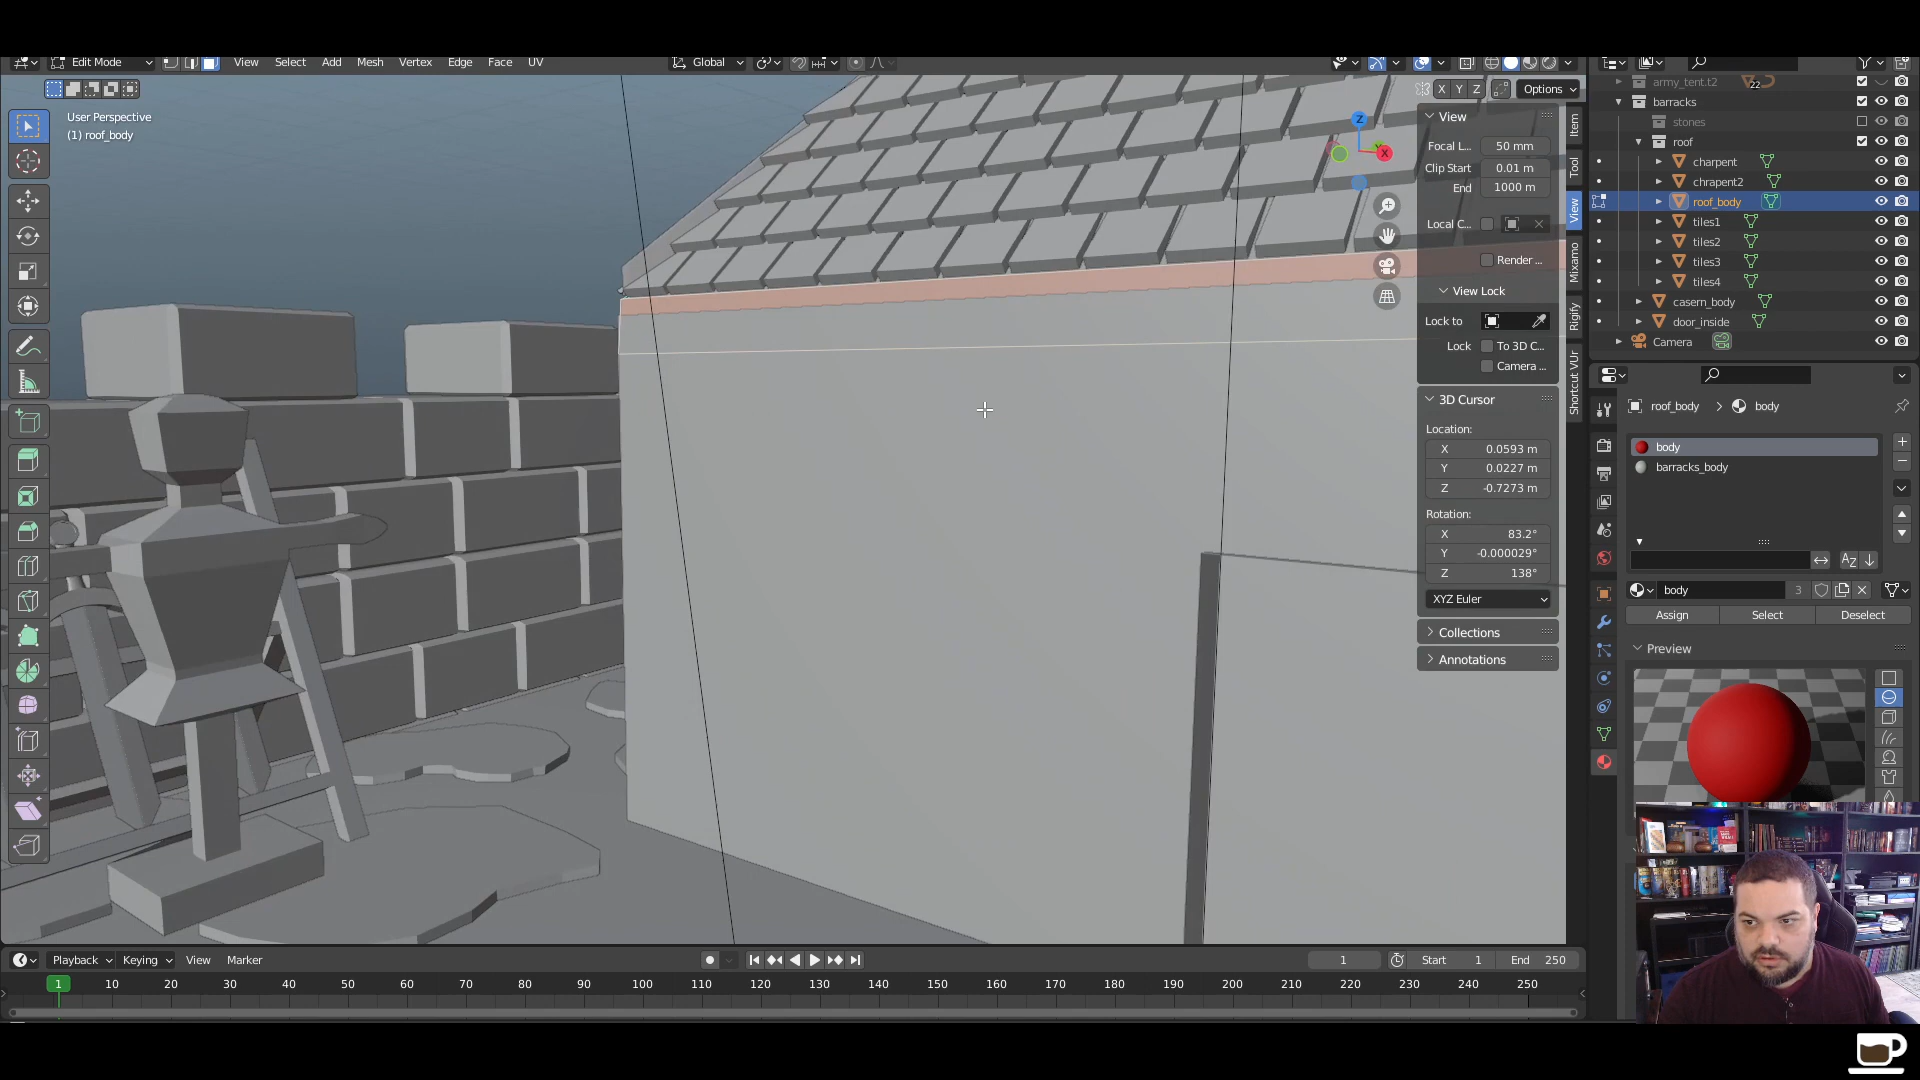 Edit Mode
View
Select
Add
Mesh
Vertex
Edge
Face
UV
Global
X
Y
Z
Options
User Perspective
(1) roof_body
Z
X
View
Focal L...
50 mm
Clip Start
0.01 m
End
1000 m
Local C...
Render ...
View Lock
Lock to
Lock
To 3D C...
Camera ...
3D Cursor
Location:
X 0.0593 m
Y 0.0227 m
Z -0.7273 m
Rotation:
X 83.2°
Y -0.000029°
Z 138°
XYZ Euler
Collections
Annotations
Item
Tool
View
Mixamo
Rigify
Shortcut VUr
army_tent.t2
22
barracks
stones
roof
charpent
chrapent2
roof_body
tiles1
tiles2
tiles3
tiles4
casern_body
door_inside
Camera
roof_body
body
body
barracks_body
body
3
Assign
Select
Deselect
Preview
Playback
Keying
View
Marker
1
Start 1
End 250
1 10 20 30 40 50 60 70 80 90 100 110 120 130 140 150 160 170 180 190 200 210 220 230 240 250